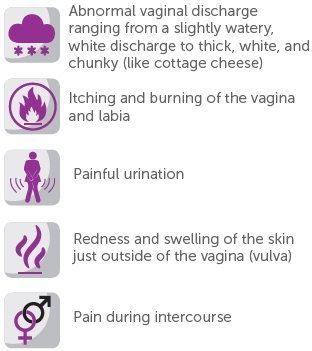 Abnormal vaginal discharge
ranging from a slightly watery,
white discharge to thick, white, and
chunky (like cottage cheese)
Itching and burning of the vagina
and labia
Painful urination
Redness and swelling of the skin
just outside of the vagina (vulva)
Pain during intercourse